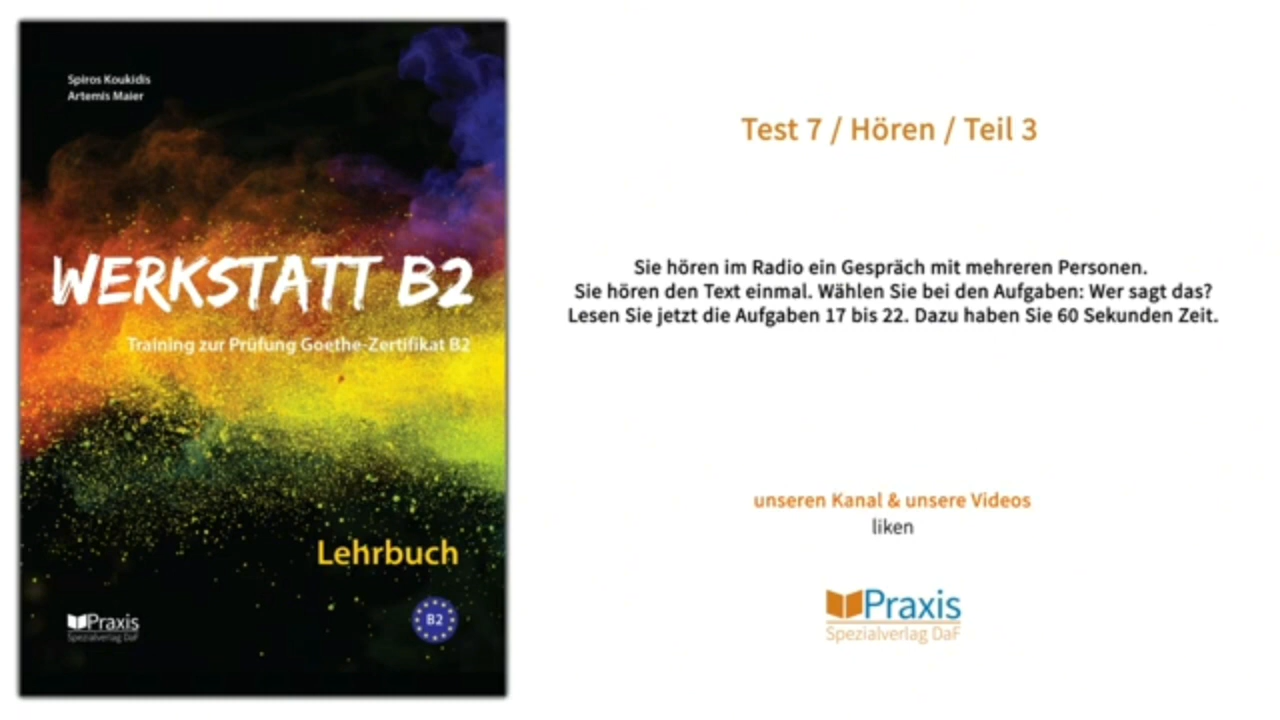 Spiros Koukidis
Artemis Maier
WERKSTATT B2
Training zur Prüfung Goethe-Zertifikat B2
Lehrbuch
Praxis
Spezialverlag DaF
B2
Test 7 / Hören / Teil 3
Sie hören im Radio ein Gespräch mit mehreren Personen.
Sie hören den Text einmal. Wählen Sie bei den Aufgaben: Wer sagt das?
Lesen Sie jetzt die Aufgaben 17 bis 22. Dazu haben Sie 60 Sekunden Zeit.
unseren Kanal & unsere Videos
liken
Praxis
Spezialverlag DaF